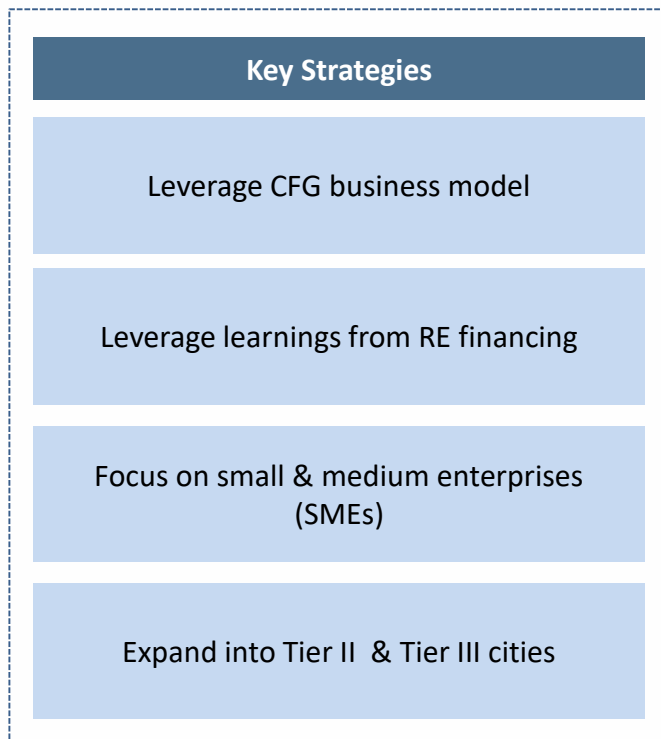 Key Strategies
Leverage CFG business model
Leverage learnings from RE financing
Focus on small & medium enterprises
(SMEs)
Expand into Tier II  & Tier III cities